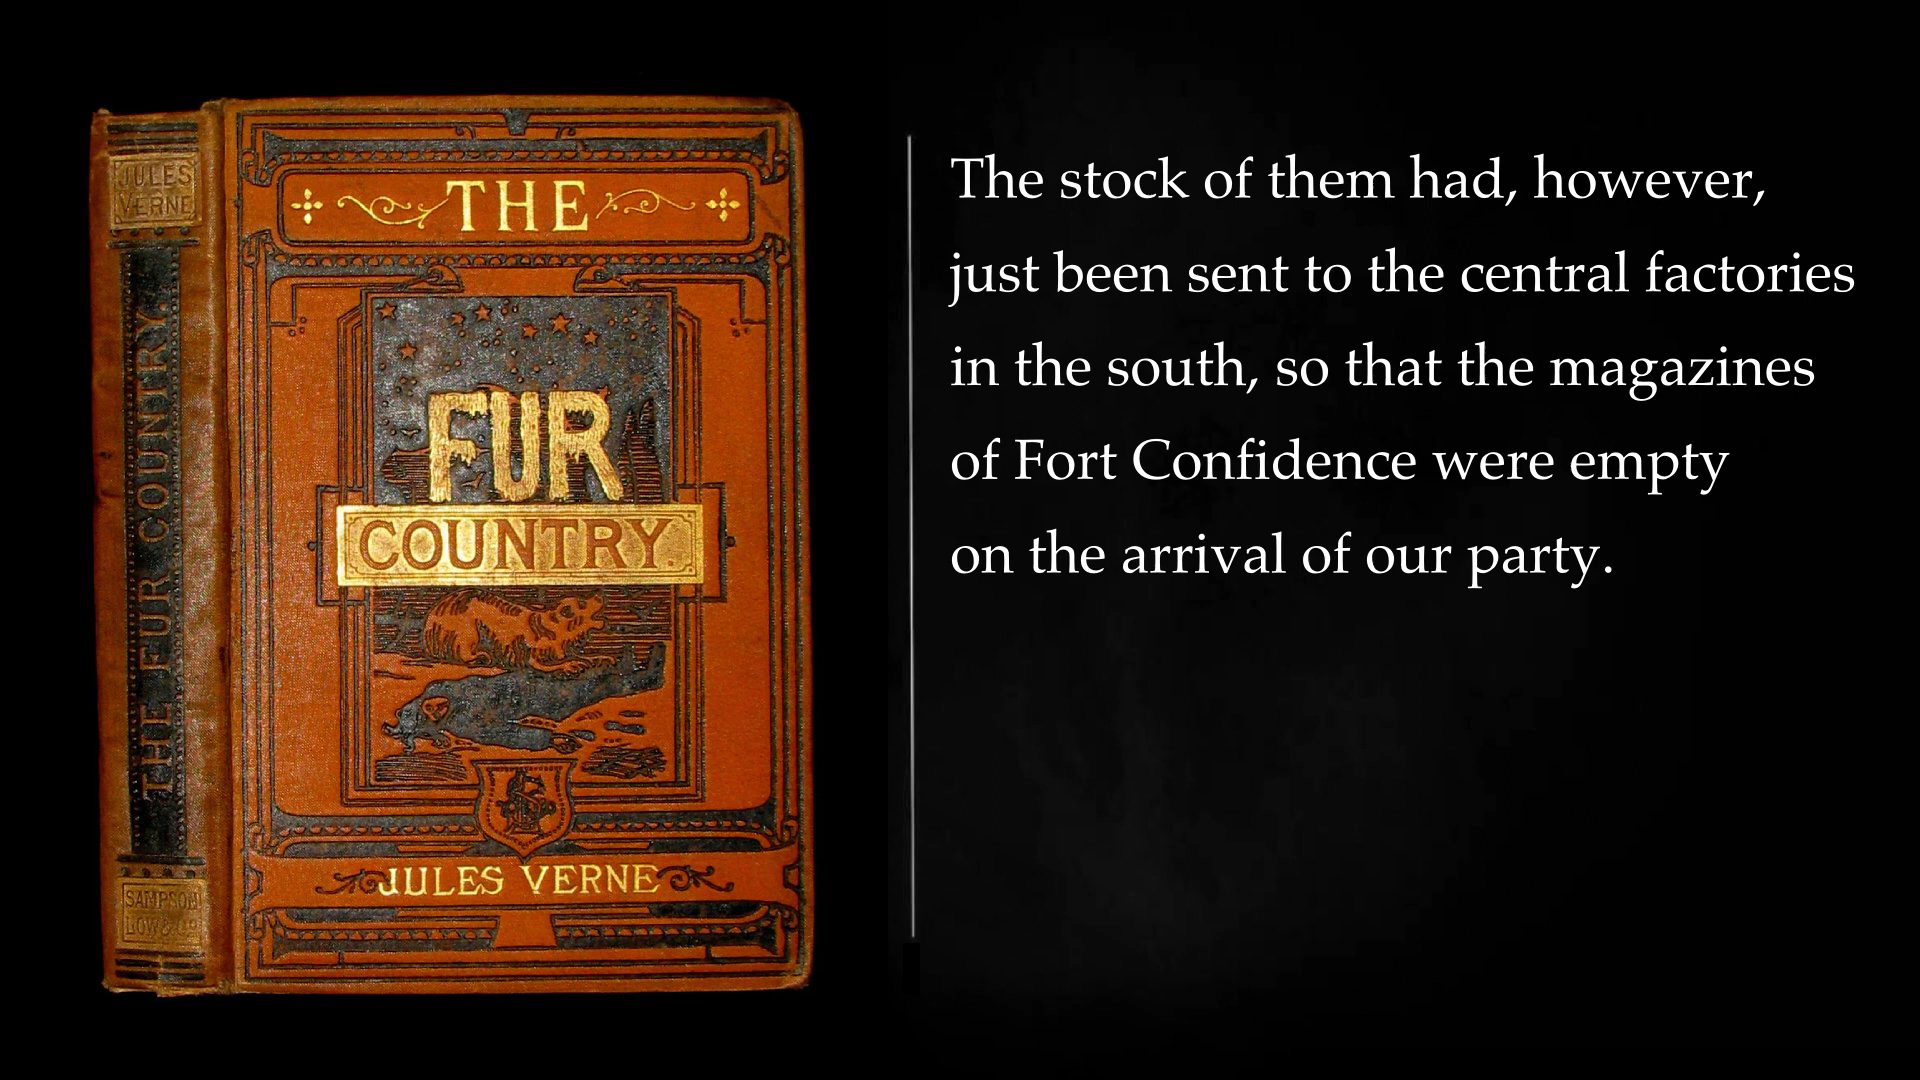 JULES
VERNE
THE FUR COUNTRY.
SAMPSON
LOW & Co
THE
FUR
COUNTRY.
JULES VERNE
The stock of them had, however,
just been sent to the central factories
in the south, so that the magazines
of Fort Confidence were empty
on the arrival of our party.